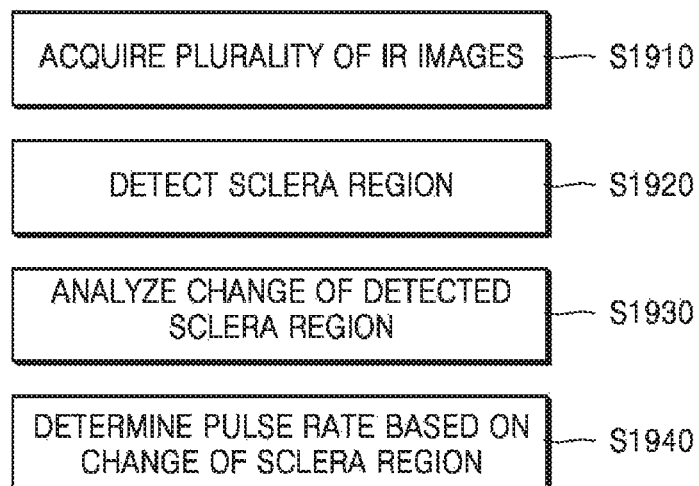 ACQUIRE PLURALITY OF IR IMAGES S1910
DETECT SCLERA REGION S1920
ANALYZE CHANGE OF DETECTED
SCLERA REGION S1930
DETERMINE PULSE RATE BASED ON
CHANGE OF SCLERA REGION S1940